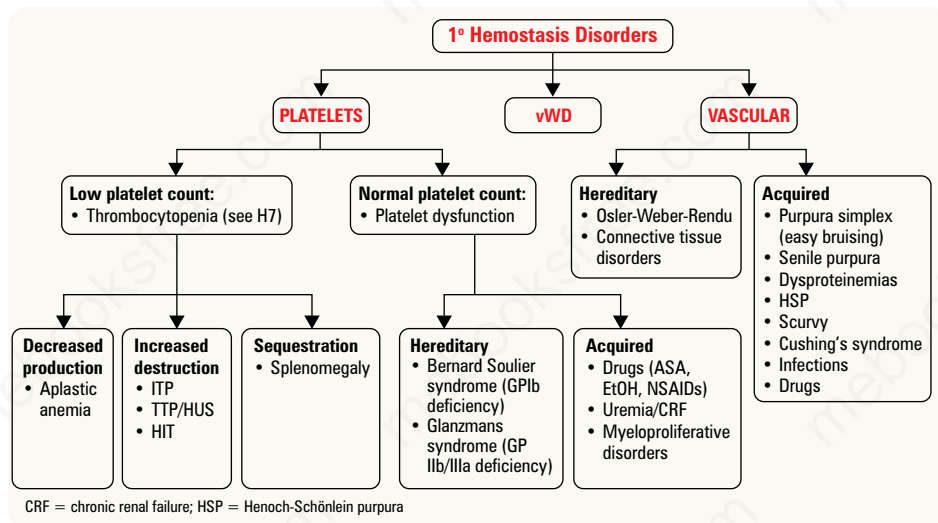 1º Hemostasis Disorders
PLATELETS
vWD
VASCULAR
Low platelet count:
• Thrombocytopenia (see H7)
Normal platelet count:
• Platelet dysfunction
Hereditary
• Osler-Weber-Rendu
• Connective tissue
disorders
Acquired
• Purpura simplex
(easy bruising)
• Senile purpura
• Dysproteinemias
• HSP
• Scurvy
• Cushing's syndrome
• Infections
• Drugs
Decreased
production
• Aplastic
anemia
Increased
destruction
• ITP
• TTP/HUS
• HIT
Sequestration
• Splenomegaly
Hereditary
• Bernard Soulier
syndrome (GPIb
deficiency)
• Glanzmans
syndrome (GP
IIb/IIIa deficiency)
Acquired
• Drugs (ASA,
EtOH, NSAIDs)
• Uremia/CRF
• Myeloproliferative
disorders
CRF = chronic renal failure; HSP = Henoch-Schönlein purpura